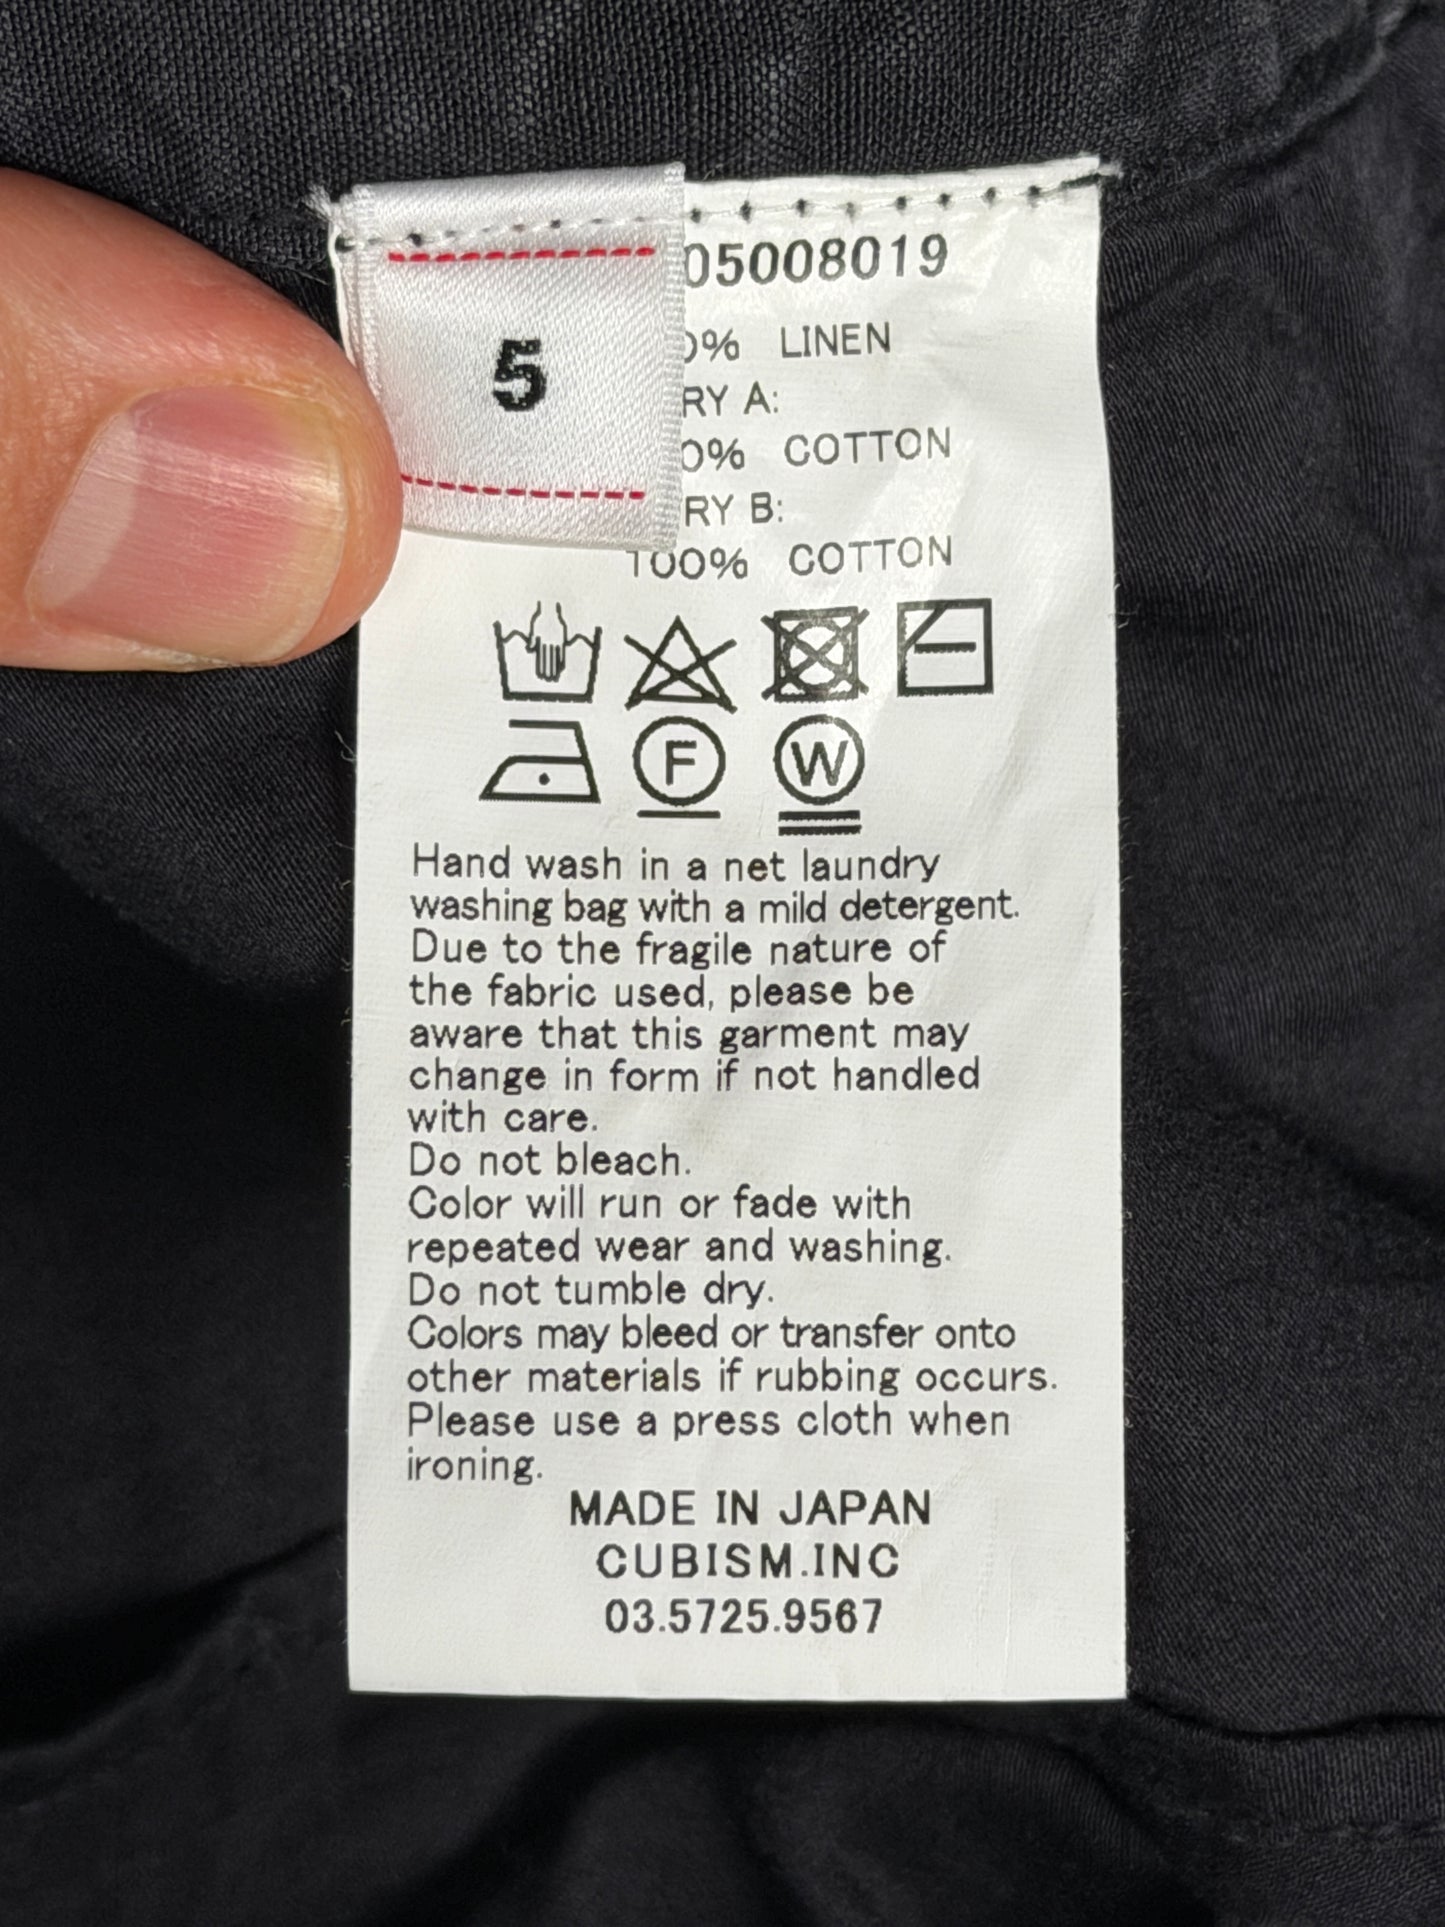 5
05008019
0% LINEN
RY A:
0% COTTON
RY B:
100% COTTON
F
W
Hand wash in a net laundry
washing bag with a mild detergent.
Due to the fragile nature of
the fabric used, please be
aware that this garment may
change in form if not handled
with care.
Do not bleach.
Color will run or fade with
repeated wear and washing.
Do not tumble dry.
Colors may bleed or transfer onto
other materials if rubbing occurs.
Please use a press cloth when
ironing.
MADE IN JAPAN
CUBISM.INC
03.5725.9567